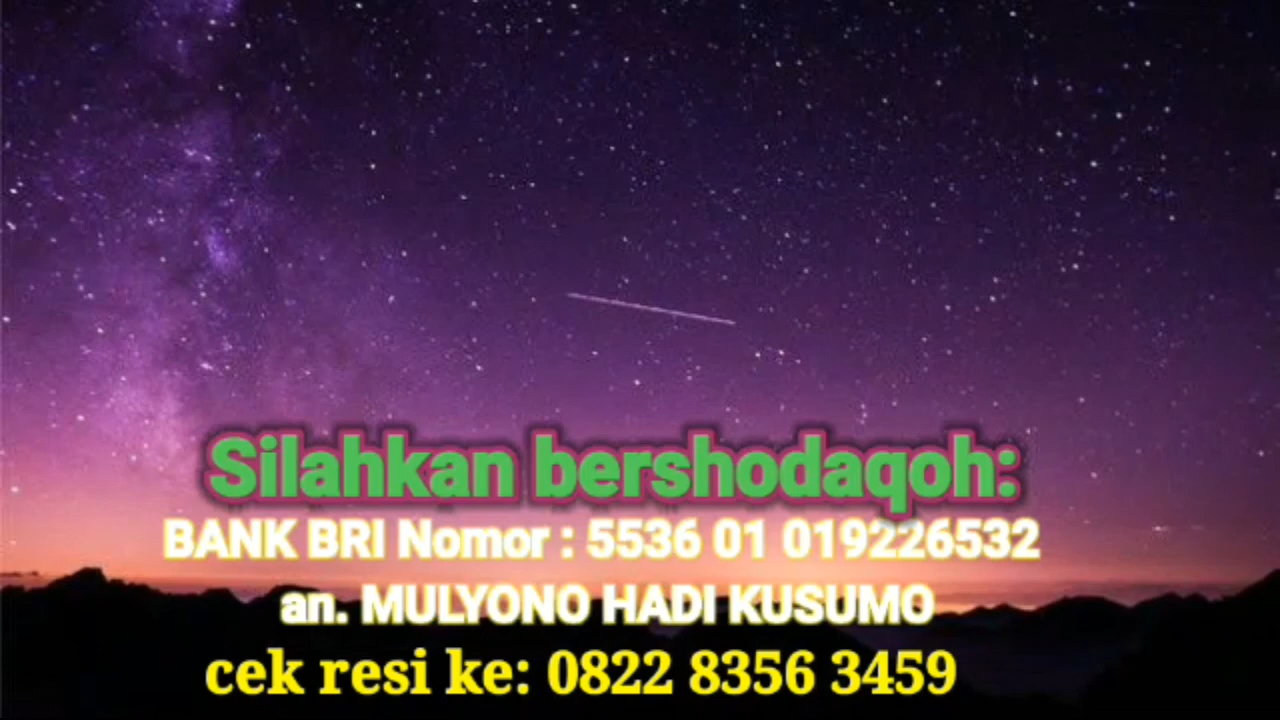 Silahkan bershodaqoh:
BANK BRI Nomor : 5536 01 019226532
an. MULYONO HADI KUSUMO
cek resi ke: 0822 8356 3459